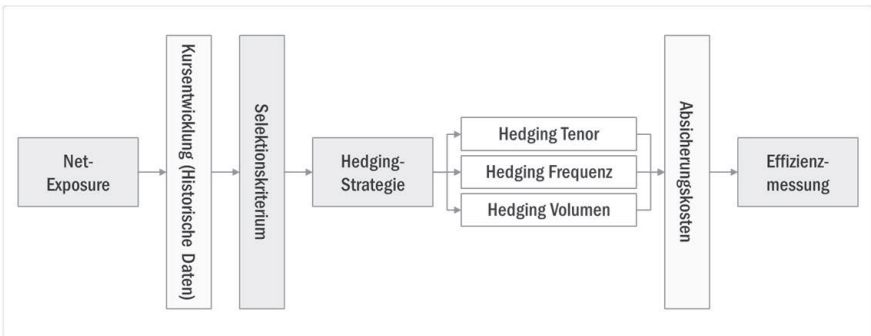 Net-
Exposure
Kursentwicklung (Historische Daten)
Selektionskriterium
Hedging-
Strategie
Hedging Tenor
Hedging Frequenz
Hedging Volumen
Absicherungskosten
Effizienz-
messung